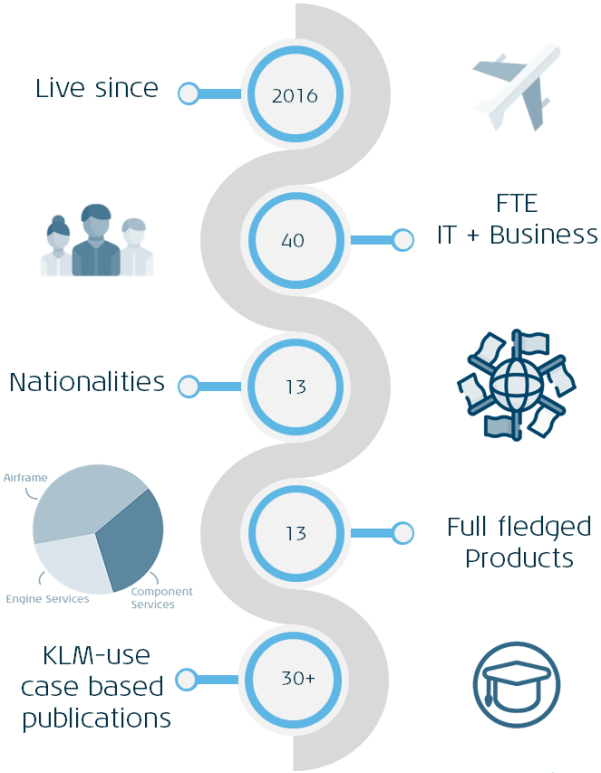 Live since
2016
40
FTE
IT + Business
Nationalities
13
Airframe
Engine Services
Component
Services
13
Full fledged
Products
KLM-use
case based
publications
30+